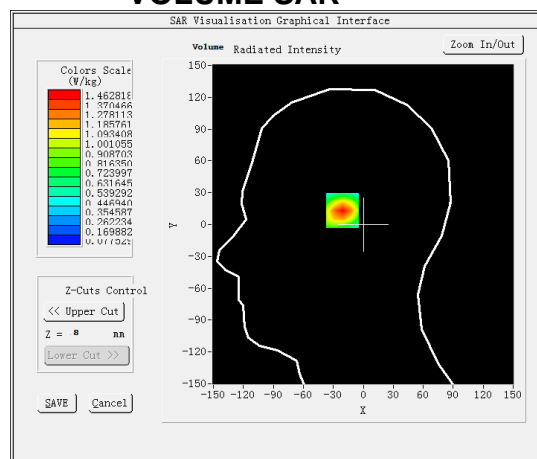 VOLUME SAR
SAR Visualisation Graphical Interface
Volume Radiated Intensity
Zoom In/Out
Colors Scale
(W/kg)
1.462818
1.370466
1.278113
1.185761
1.093408
1.001055
0.908703
0.816350
0.723997
0.631645
0.539292
0.446940
0.354587
0.262234
0.169882
0.077529
150-
120-
90-
60-
30-
Y 0-
-30-
-60-
-90-
-120-
-150-
-150 -120 -90 -60 -30 0 30 60 90 120 150
X
Z-Cuts Control
<< Upper Cut
Z = 8 mm
Lower Cut >>
SAVE Cancel